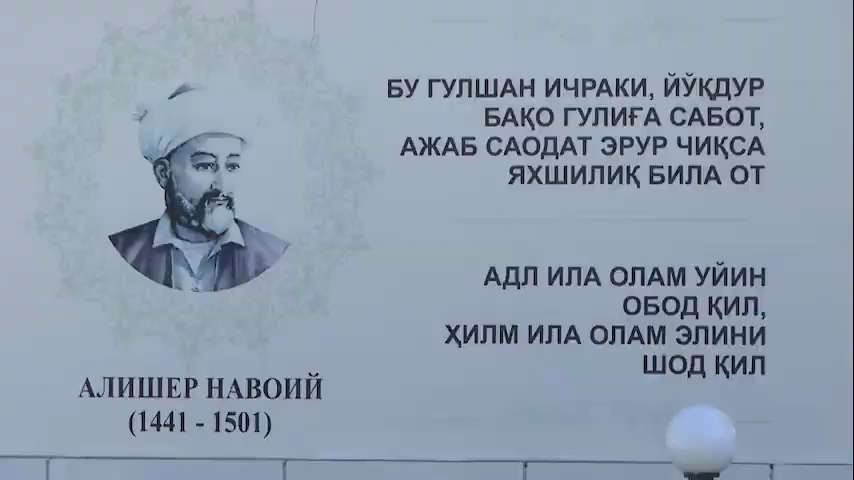 БУ ГУЛШАН ИЧРАКИ, ЙЎҚДУР
БАҚО ГУЛИҒА САБОТ,
АЖАБ САОДАТ ЭРУР ЧИҚСА
ЯХШИЛИҚ БИЛА ОТ
АДЛ ИЛА ОЛАМ УЙИН
ОБОД ҚИЛ,
ҲИЛМ ИЛА ОЛАМ ЭЛИНИ
ШОД ҚИЛ
АЛИШЕР НАВОИЙ
(1441 - 1501)